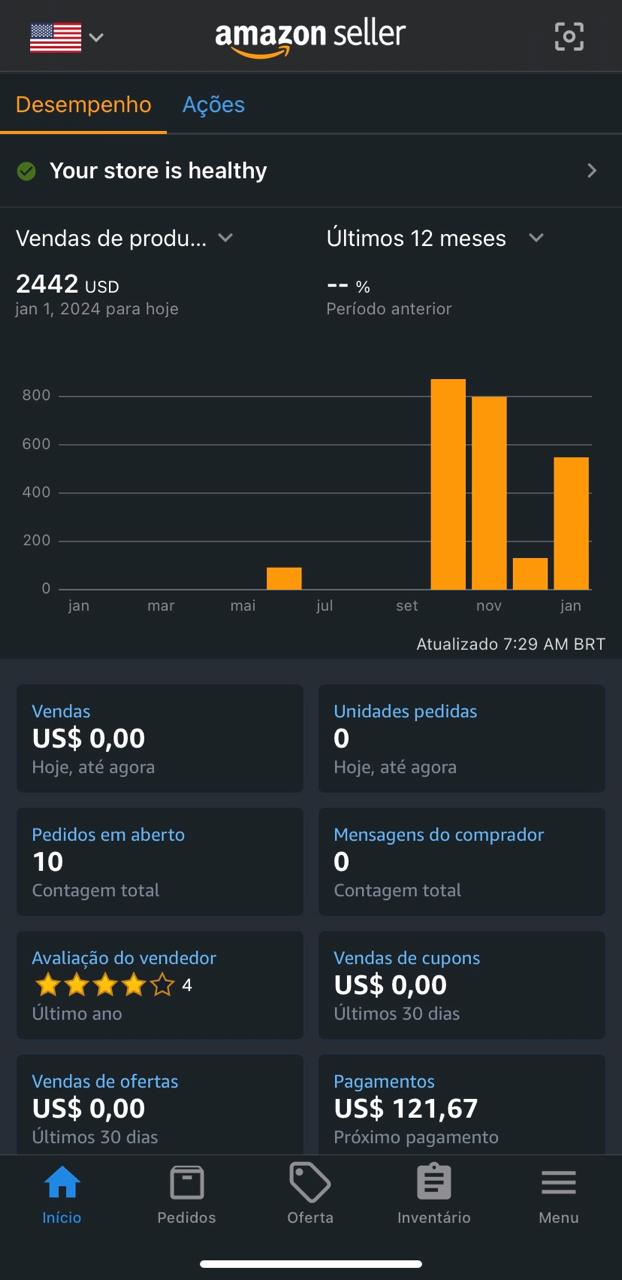 amazon seller
Desempenho Ações
Your store is healthy
Vendas de produ... Últimos 12 meses
2442 USD -- %
jan 1, 2024 para hoje Período anterior
800
600
400
200
0
jan mar mai jul set nov jan
Atualizado 7:29 AM BRT
Vendas
US$ 0,00
Hoje, até agora
Unidades pedidas
0
Hoje, até agora
Pedidos em aberto
10
Contagem total
Mensagens do comprador
0
Contagem total
Avaliação do vendedor
4
Último ano
Vendas de cupons
US$ 0,00
Últimos 30 dias
Vendas de ofertas
US$ 0,00
Últimos 30 dias
Pagamentos
US$ 121,67
Próximo pagamento
Início Pedidos Oferta Inventário Menu